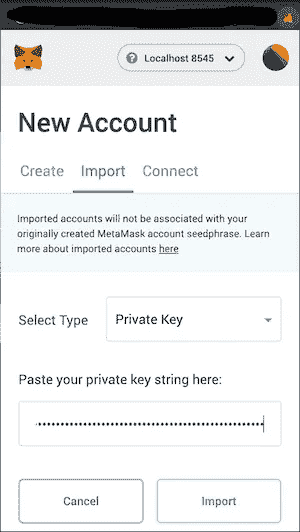 Localhost 8545
New Account
Create Import Connect
Imported accounts will not be associated with your
originally created MetaMask account seedphrase. Learn
more about imported accounts here
Select Type Private Key
Paste your private key string here:
Cancel Import